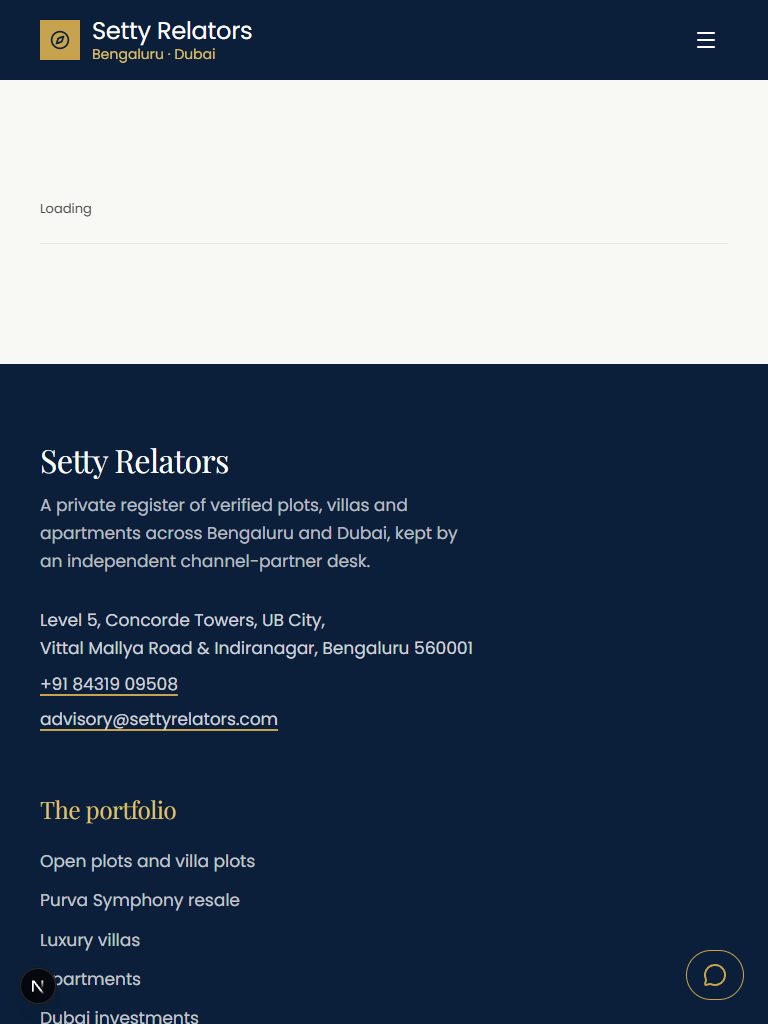 Setty Relators
Bengaluru · Dubai
Loading
Setty Relators
A private register of verified plots, villas and
apartments across Bengaluru and Dubai, kept by
an independent channel-partner desk.
Level 5, Concorde Towers, UB City,
Vittal Mallya Road & Indiranagar, Bengaluru 560001
+91 84319 09508
advisory@settyrelators.com
The portfolio
Open plots and villa plots
Purva Symphony resale
Luxury villas
partments
Dubai investments
N